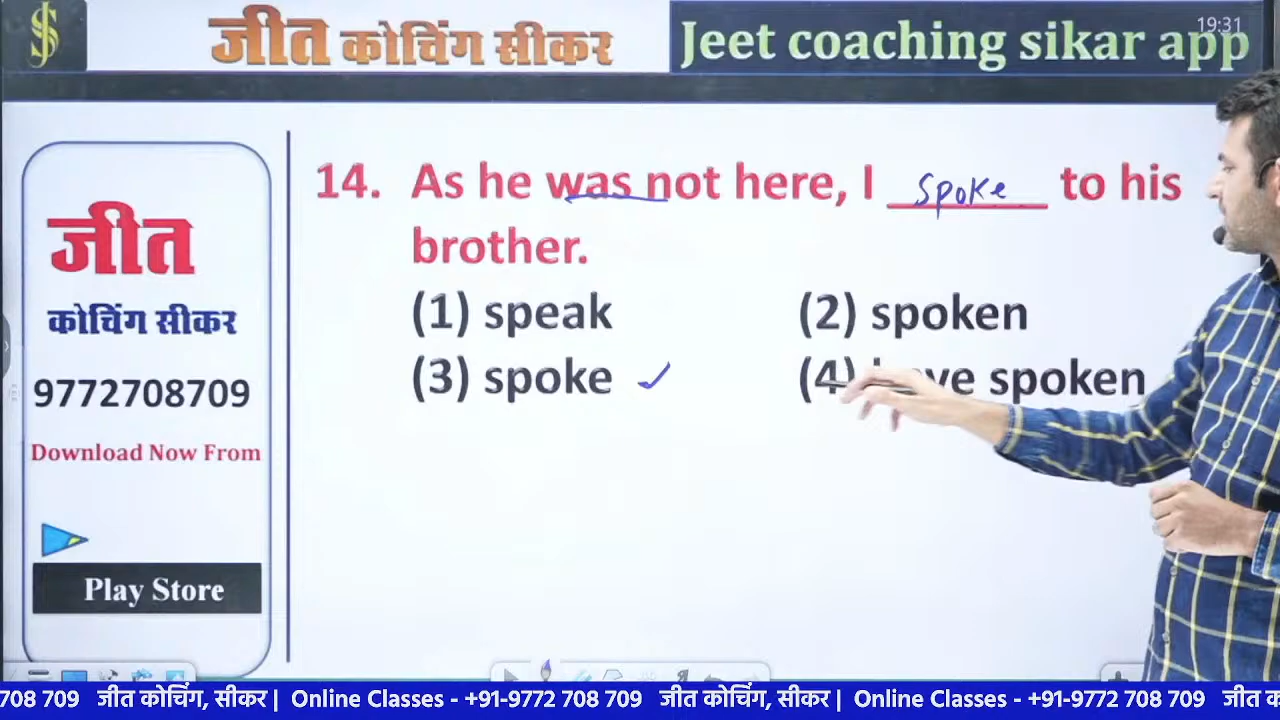 जीत कोचिंग सीकर
Jeet coaching sikar app
19:31
जीत
कोचिंग सीकर
9772708709
Download Now From
Play Store
14. As he was not here, I spoke to his
brother.
(1) speak
(2) spoken
(3) spoke
(4) have spoken
708 709 जीत कोचिंग, सीकर | Online Classes - +91-9772 708 709 जीत कोचिंग, सीकर | Online Classes - +91-9772 708 709